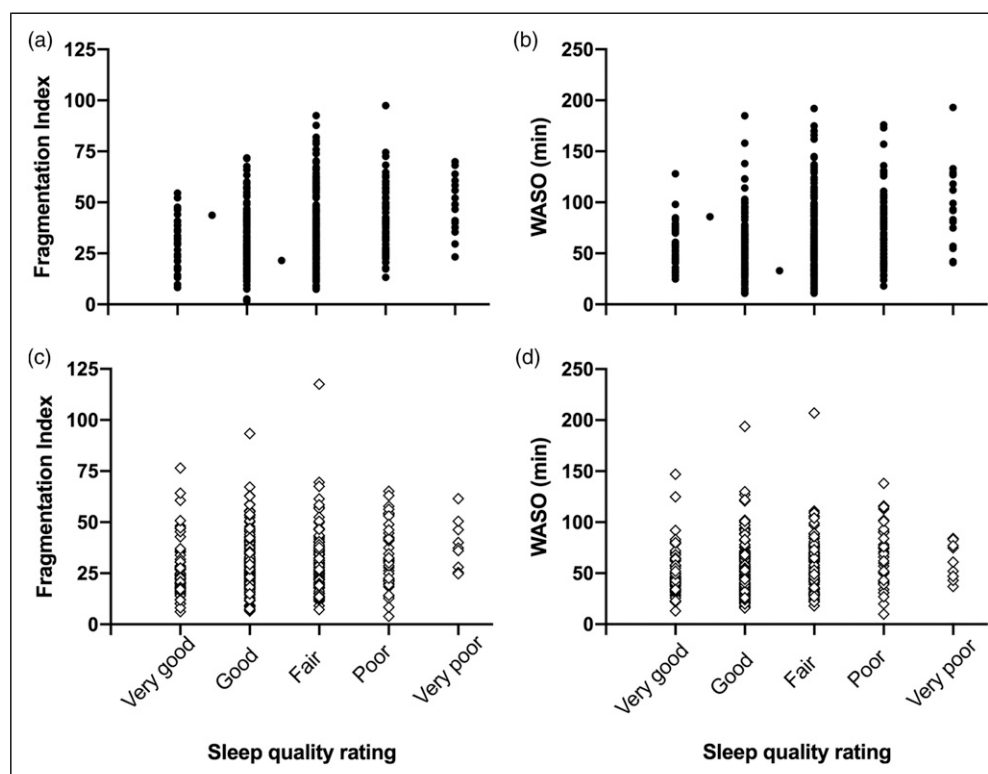 (a)
Fragmentation Index
125
100
75
50
25
0
(b)
WASO (min)
250
200
150
100
50
0
(c)
Fragmentation Index
125
100
75
50
25
0
Very good
Good
Fair
Poor
Very poor
Sleep quality rating
(d)
WASO (min)
250
200
150
100
50
0
Very good
Good
Fair
Poor
Very poor
Sleep quality rating